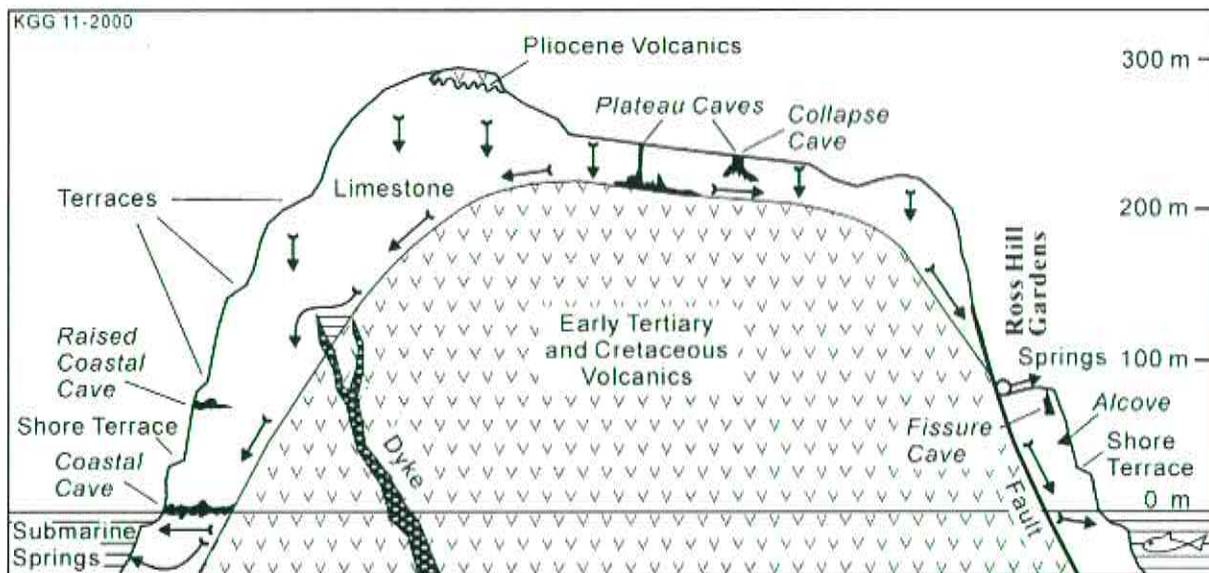 KGG 11-2000
Pliocene Volcanics
300 m
Plateau Caves
Collapse
Cave
Limestone
Terraces
200 m
Ross Hill
Gardens
Early Tertiary
and Cretaceous
Volcanics
Raised
Coastal
Cave
Springs
100 m
Alcove
Shore Terrace
Fissure
Cave
Shore
Terrace
Coastal
Cave
Dyke
Fault
0 m
Submarine
Springs